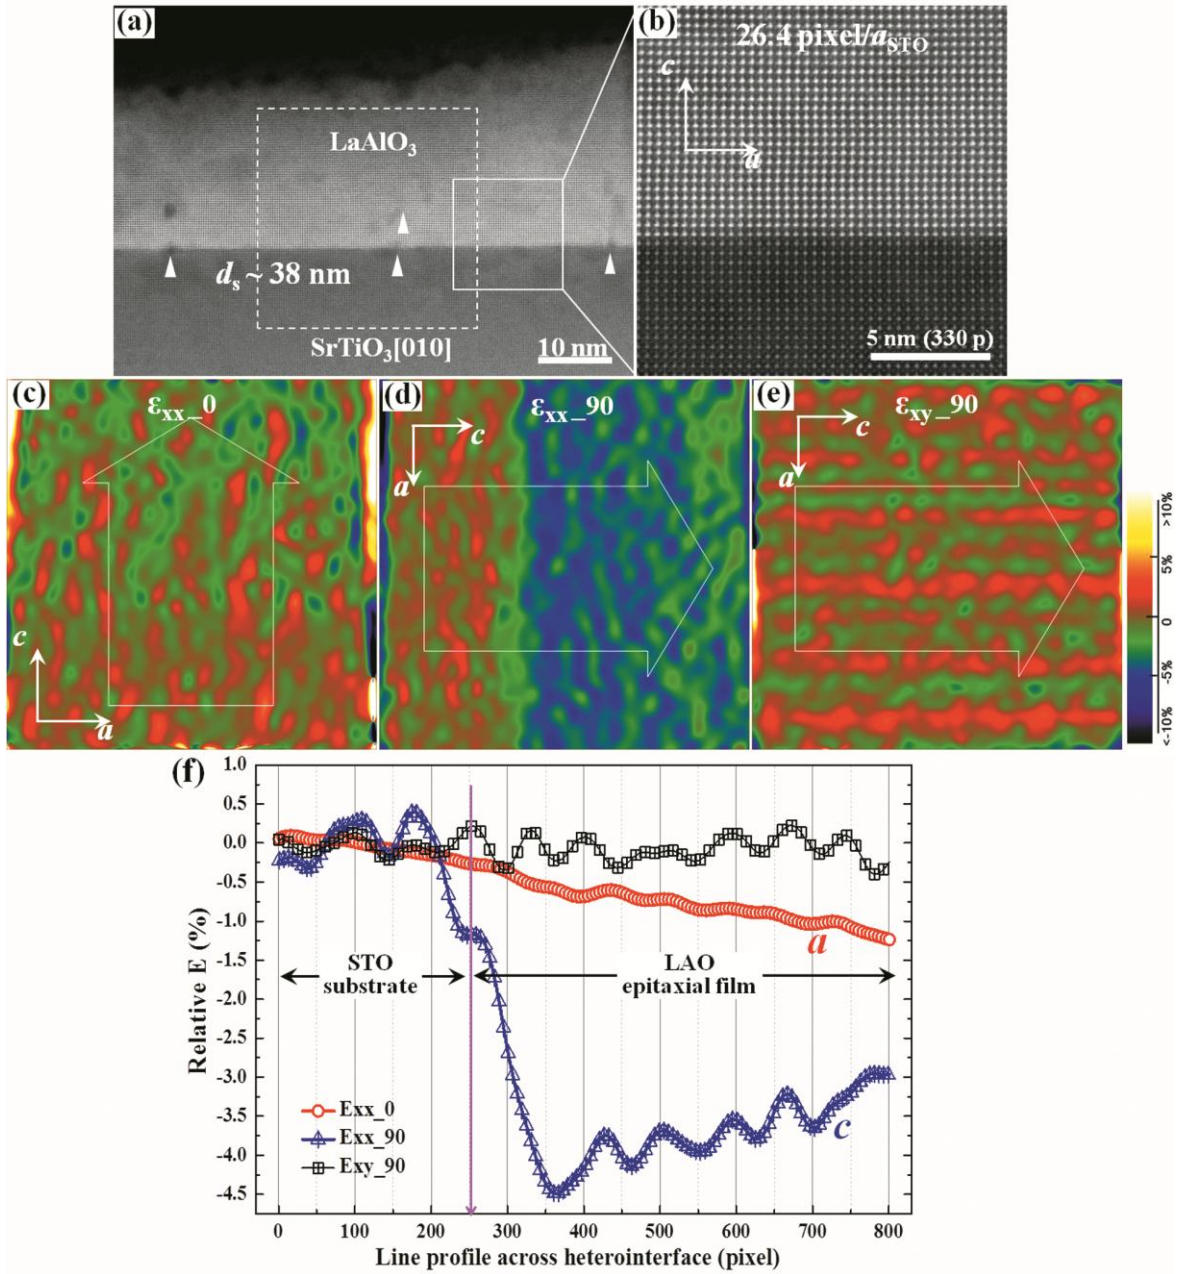 (a)
LaAlO3
ds ~ 38 nm
SrTiO3[010]
10 nm
(b)
26.4 pixel/aSTO
c
a
5 nm (330 p)
(c)
εxx_0
c
a
(d)
εxx_90
c
a
(e)
εxy_90
c
a
>10%
5%
0
-5%
<-10%
(f)
1.0
0.5
0.0
-0.5
-1.0
-1.5
-2.0
-2.5
-3.0
-3.5
-4.0
-4.5
Relative E (%)
STO
substrate
LAO
epitaxial film
a
c
Exx_0
Exx_90
Exy_90
0 100 200 300 400 500 600 700 800
Line profile across heterointerface (pixel)